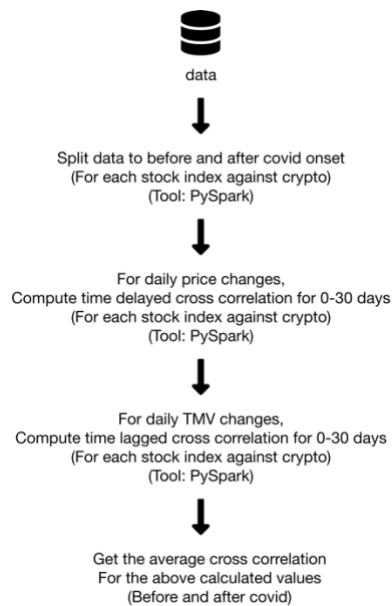 data
Split data to before and after covid onset
(For each stock index against crypto)
(Tool: PySpark)
For daily price changes,
Compute time delayed cross correlation for 0-30 days
(For each stock index against crypto)
(Tool: PySpark)
For daily TMV changes,
Compute time lagged cross correlation for 0-30 days
(For each stock index against crypto)
(Tool: PySpark)
Get the average cross correlation
For the above calculated values
(Before and after covid)